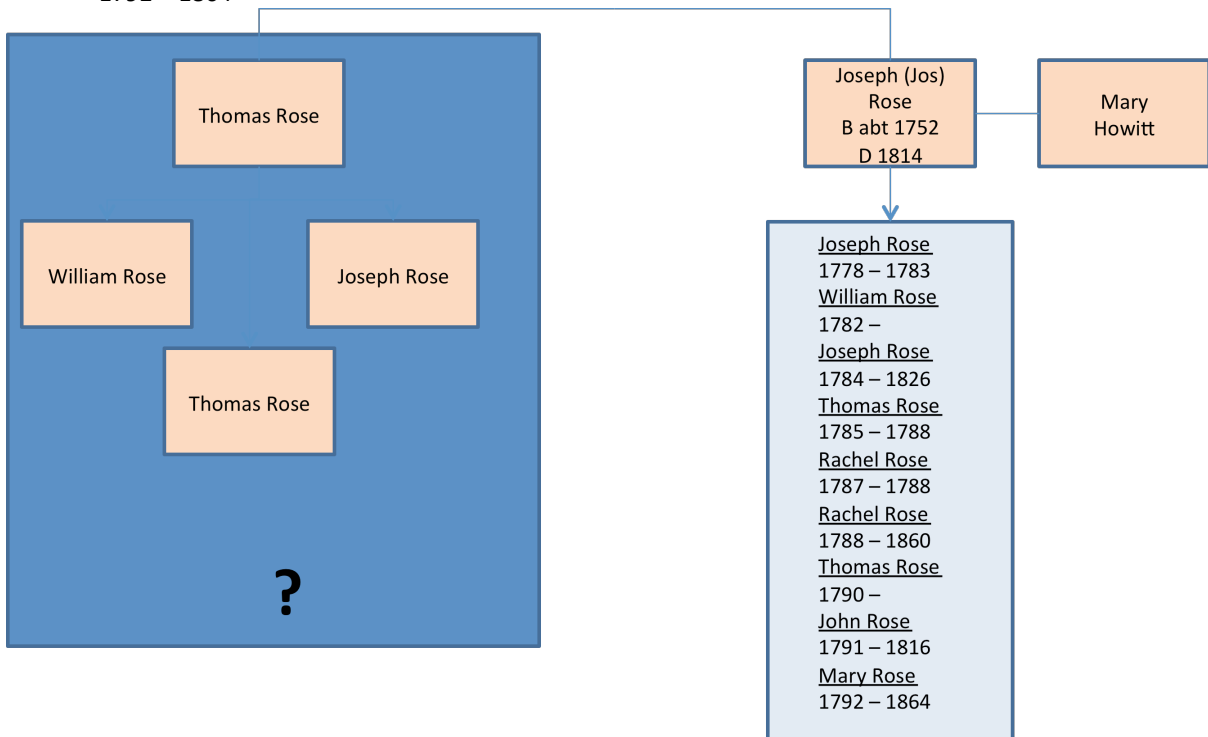 Thomas Rose
William Rose
Joseph Rose
Thomas Rose
?
Joseph (Jos)
Rose
B abt 1752
D 1814
Mary
Howitt
Joseph Rose
1778 – 1783
William Rose
1782 –
Joseph Rose
1784 – 1826
Thomas Rose
1785 – 1788
Rachel Rose
1787 – 1788
Rachel Rose
1788 – 1860
Thomas Rose
1790 –
John Rose
1791 – 1816
Mary Rose
1792 – 1864